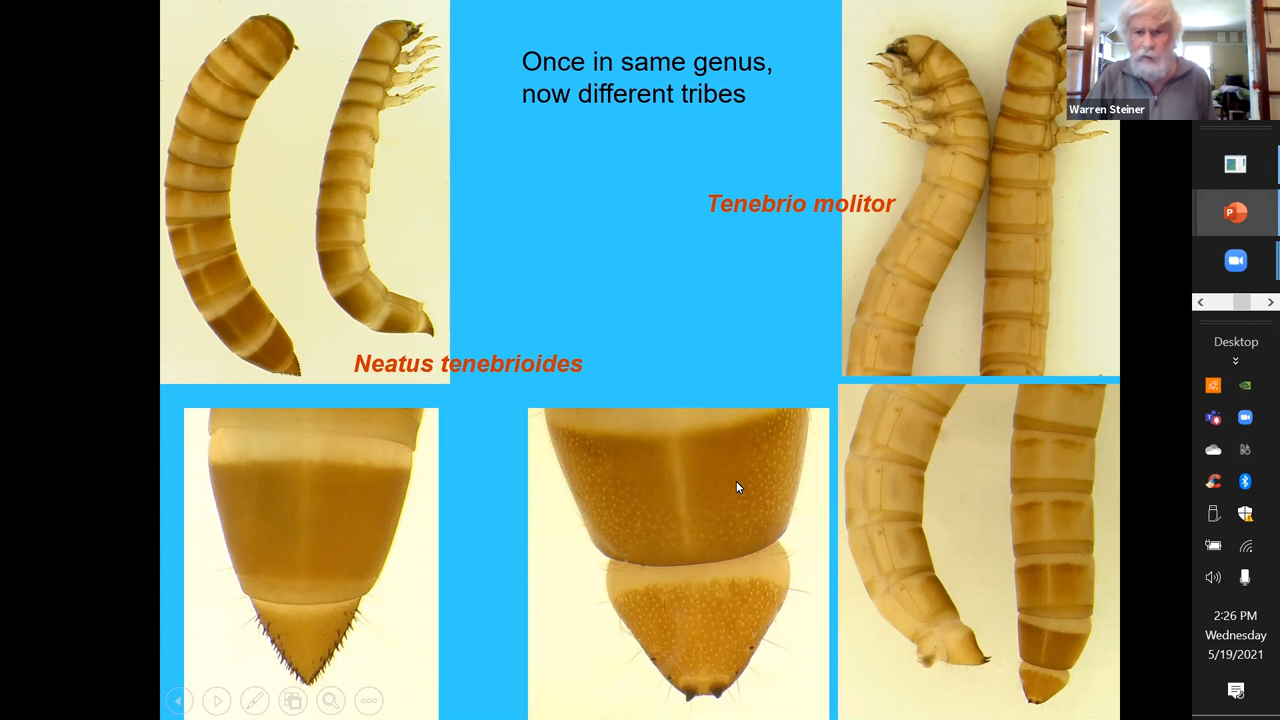 Once in same genus,
now different tribes
Warren Steiner
Tenebrio molitor
Neatus tenebrioides
Desktop
2:26 PM
Wednesday
5/19/2021